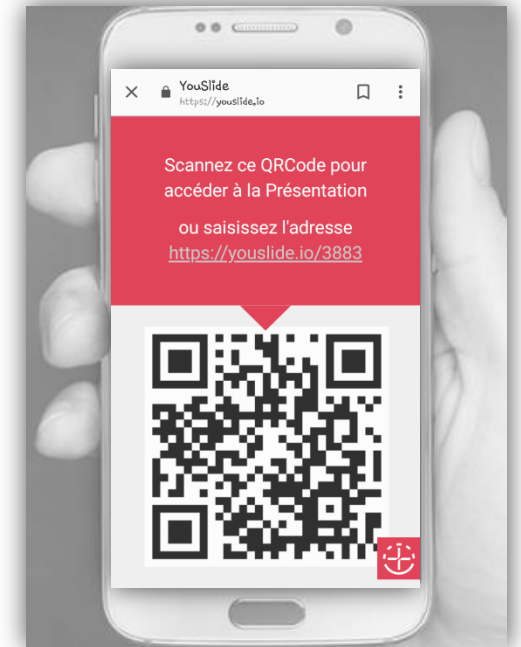 YouSlide
https://youslide.io
Scannez ce QRCode pour
accéder à la Présentation
ou saisissez l'adresse
https://youslide.io/3883